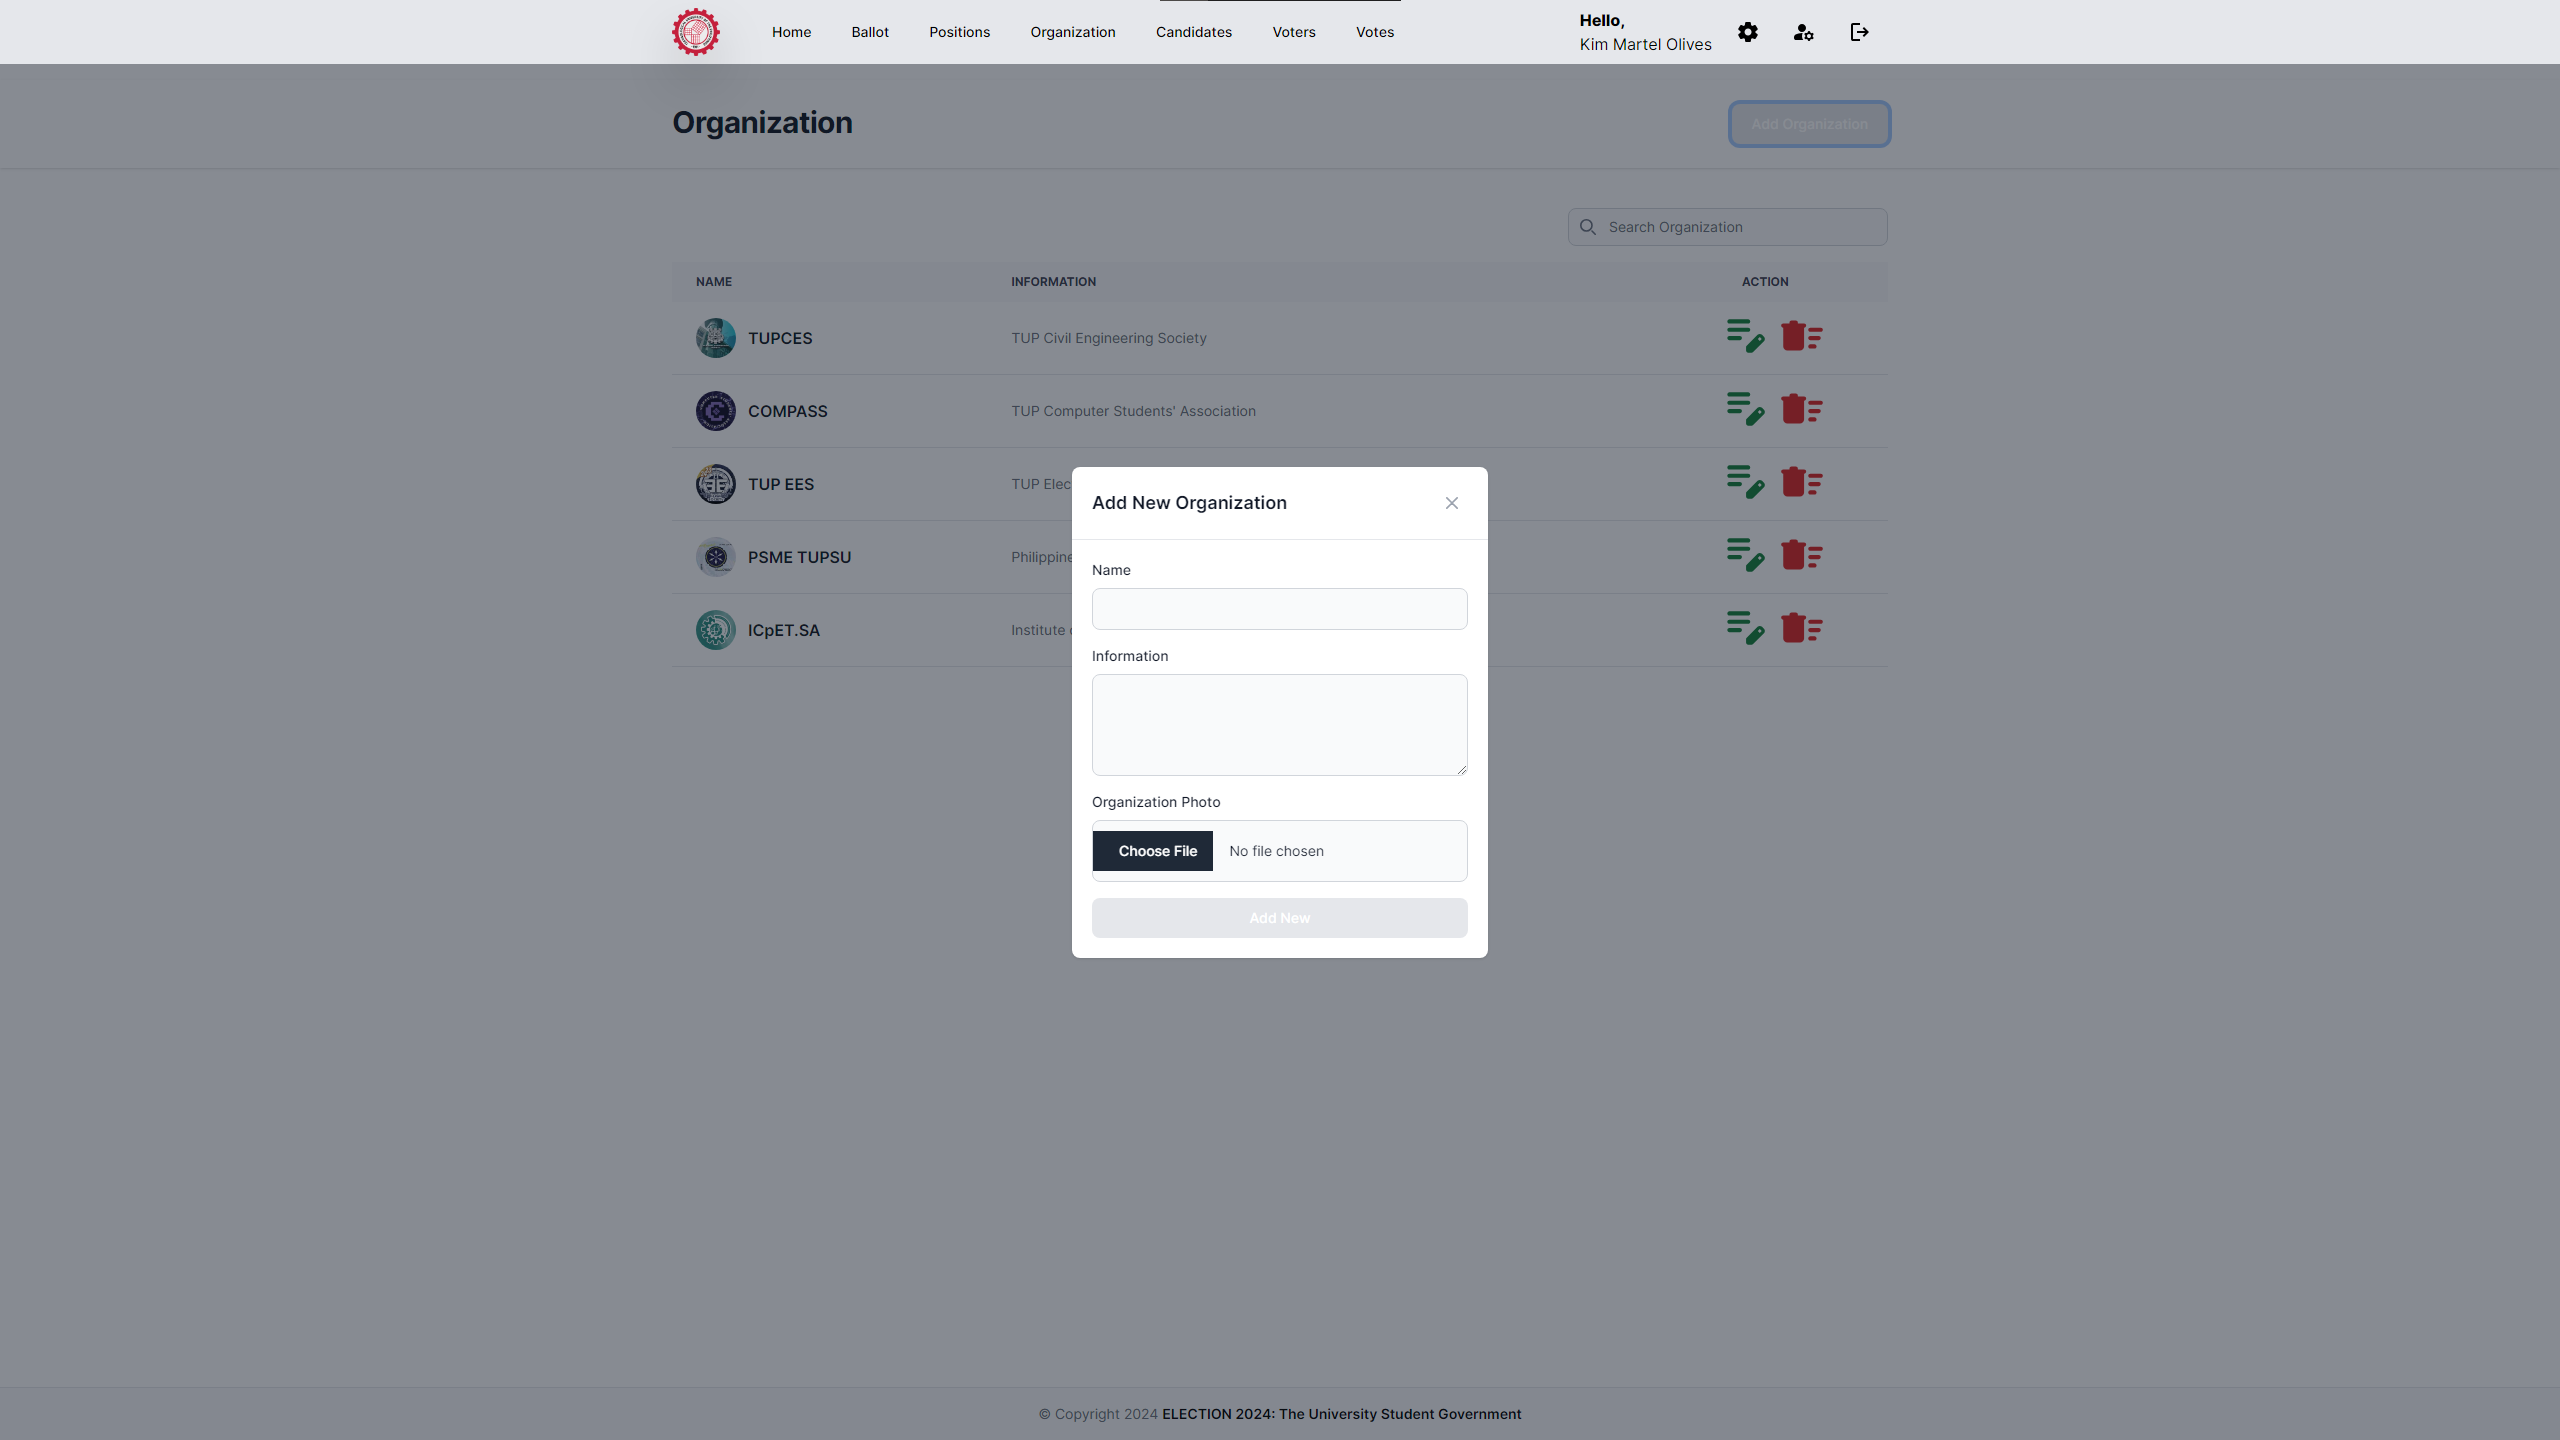 Home Ballot Positions Organization Candidates Voters Votes
Hello,
Kim Martel Olives
Organization
Add Organization
Search Organization
NAME INFORMATION ACTION
TUPCES TUP Civil Engineering Society
COMPASS TUP Computer Students' Association
TUP EES TUP Elec
PSME TUPSU Philippine
ICpET.SA Institute
Add New Organization
Name
Information
Organization Photo
Choose File No file chosen
Add New
© Copyright 2024 ELECTION 2024: The University Student Government